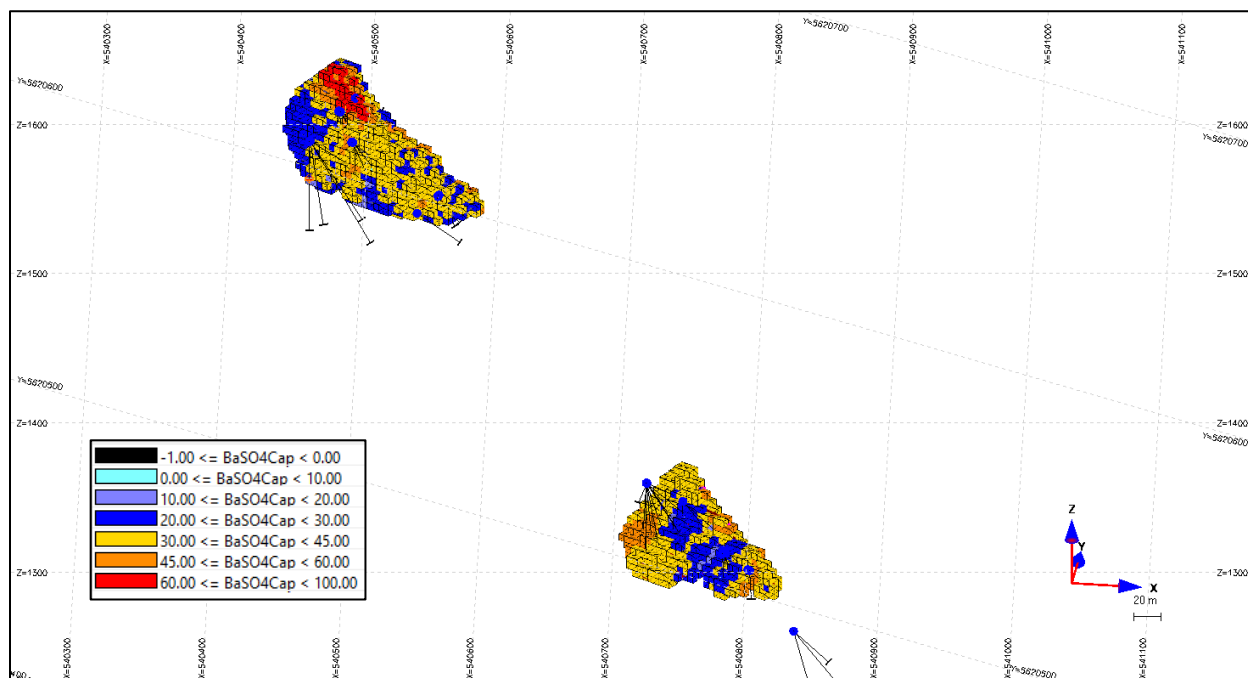 X=540300
X=540400
X=540500
X=540600
X=540700
X=540800
X=540900
X=541000
X=541100
Y=5620700
Y=5620600
Z=1600
Z=1600
Y=5620700
Z=1500
Z=1500
Y=5620500
Z=1400
Z=1400
Y=5620600
-1.00 <= BaSO4Cap < 0.00
0.00 <= BaSO4Cap < 10.00
10.00 <= BaSO4Cap < 20.00
20.00 <= BaSO4Cap < 30.00
30.00 <= BaSO4Cap < 45.00
45.00 <= BaSO4Cap < 60.00
60.00 <= BaSO4Cap < 100.00
Z
Y
X
20 m
Z=1300
Z=1300
X=540300
X=540400
X=540500
X=540600
X=540700
X=540800
X=540900
X=541000
X=541100
Y=5620500